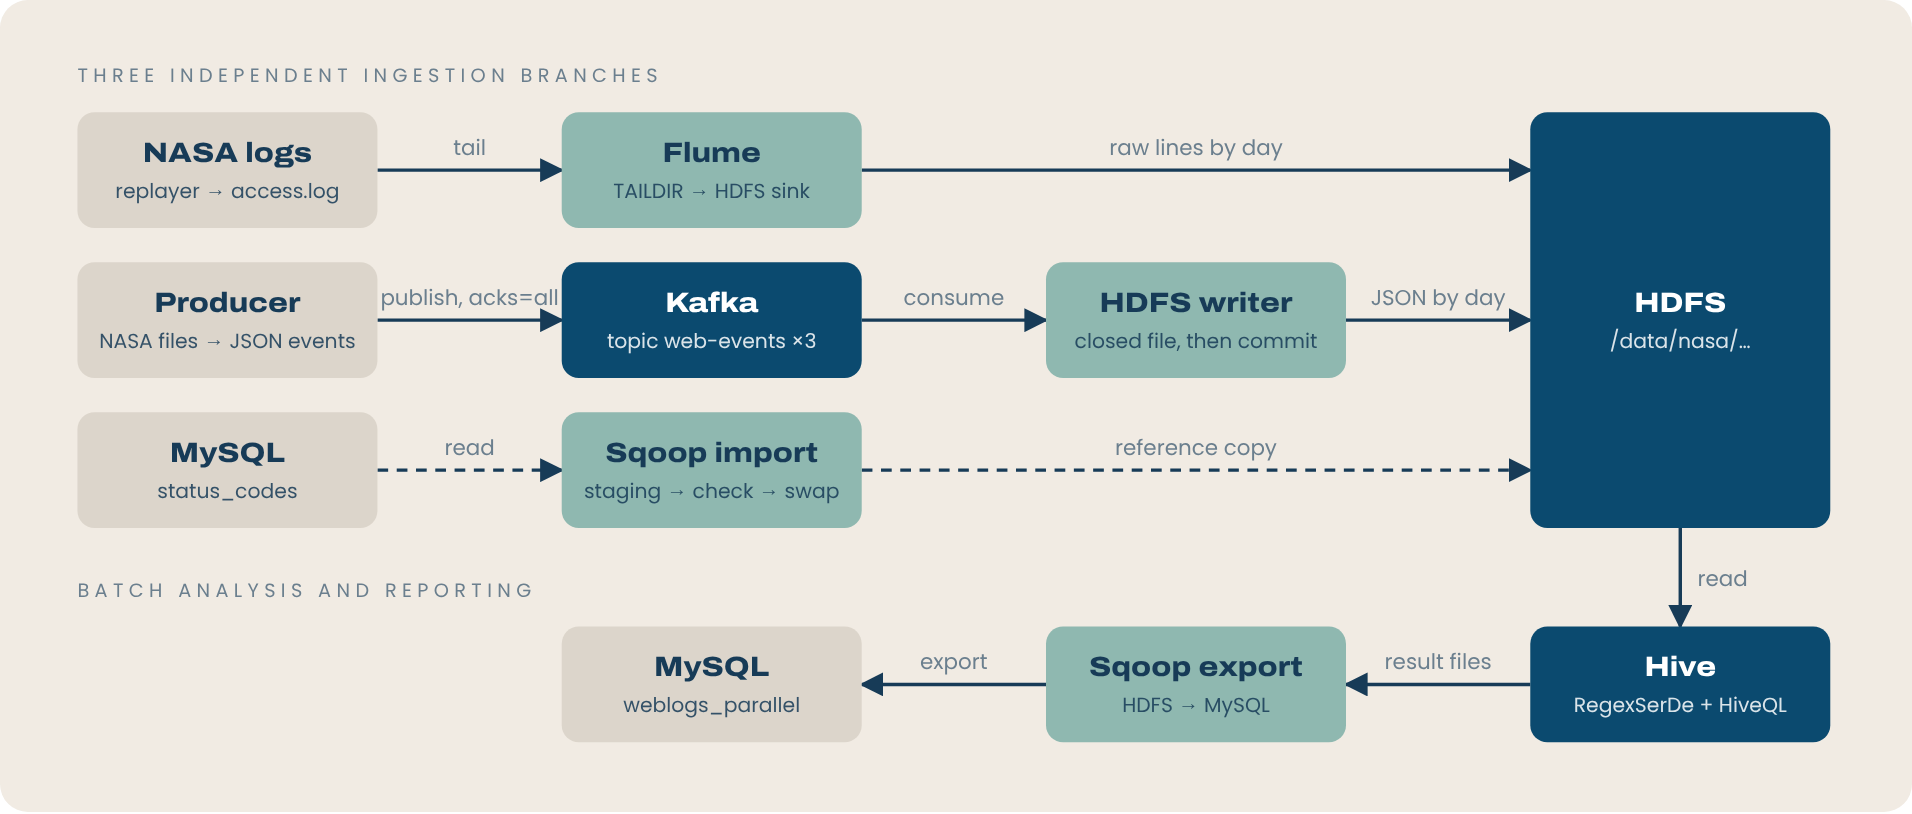 THREE INDEPENDENT INGESTION BRANCHES
NASA logs
replayer → access.log
tail
Flume
TAILDIR → HDFS sink
raw lines by day
Producer
NASA files → JSON events
publish, acks=all
Kafka
topic web-events ×3
consume
HDFS writer
closed file, then commit
JSON by day
HDFS
/data/nasa/…
MySQL
status_codes
read
Sqoop import
staging → check → swap
reference copy
read
BATCH ANALYSIS AND REPORTING
MySQL
weblogs_parallel
export
Sqoop export
HDFS → MySQL
result files
Hive
RegexSerDe + HiveQL